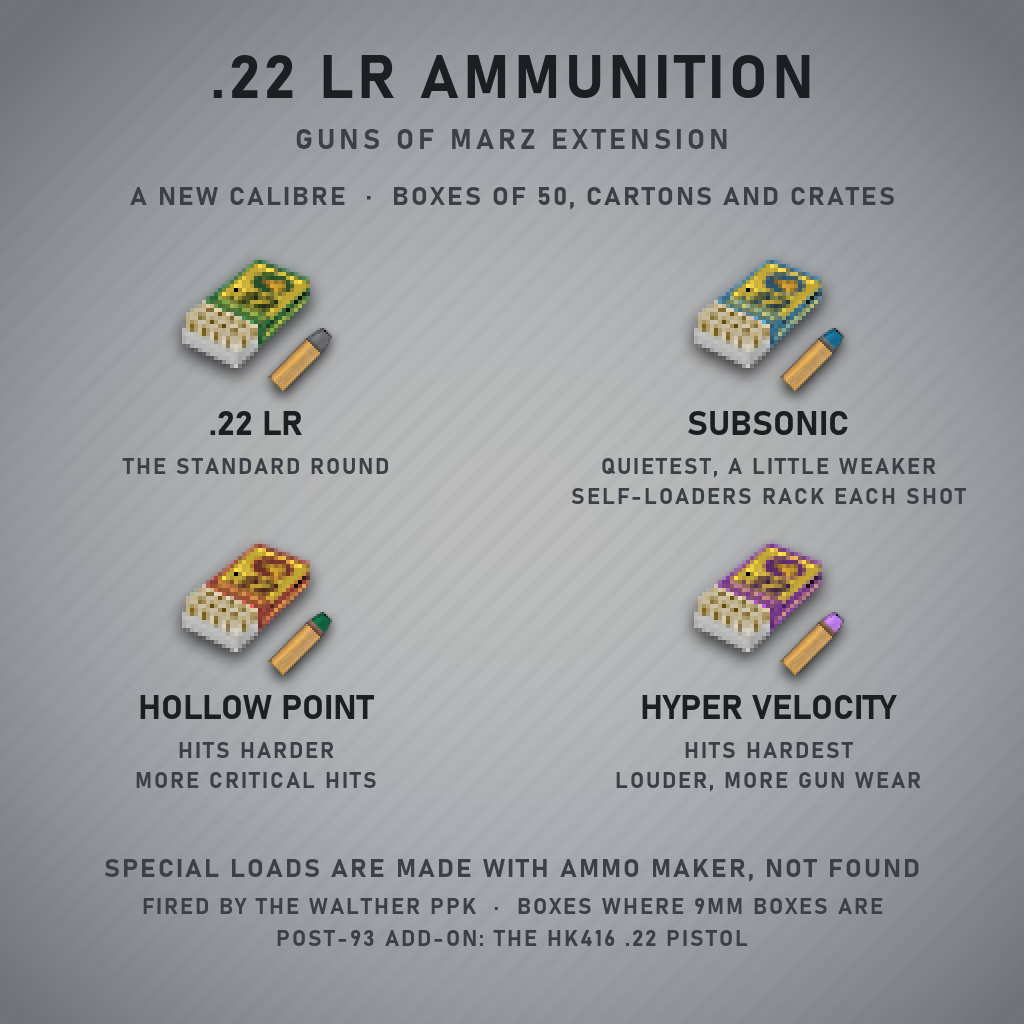 .22 LR AMMUNITION
GUNS OF MARZ EXTENSION
A NEW CALIBRE · BOXES OF 50, CARTONS AND CRATES
.22 LR
THE STANDARD ROUND
SUBSONIC
QUIETEST, A LITTLE WEAKER
SELF-LOADERS RACK EACH SHOT
HOLLOW POINT
HITS HARDER
MORE CRITICAL HITS
HYPER VELOCITY
HITS HARDEST
LOUDER, MORE GUN WEAR
SPECIAL LOADS ARE MADE WITH AMMO MAKER, NOT FOUND
FIRED BY THE WALTHER PPK · BOXES WHERE 9MM BOXES ARE
POST-93 ADD-ON: THE HK416 .22 PISTOL